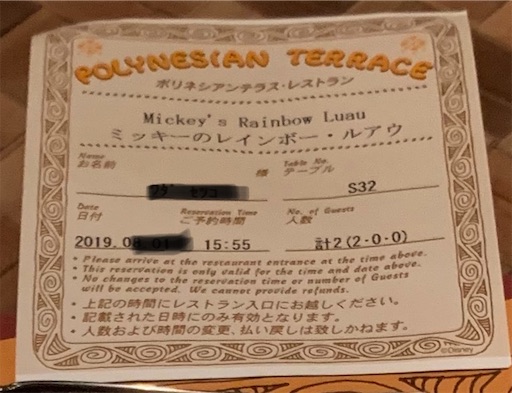 POLYNESIAN TERRACE
ポリネシアンテラス・レストラン
Mickey's Rainbow Luau
ミッキーのレインボー・ルアウ
Name
お名前
様
Table No.
テーブル
S32
Date
日付
2019.0
Reservation Time
ご予約時間
15:55
No. of Guests
人数
計2(2-0-0)
• Please arrive at the restaurant entrance at the time above.
• This reservation is only valid for the time and date above.
• No changes to the reservation time or number of Guests
will be accepted. We cannot provide refunds.
• 上記の時間にレストラン入口にお越しください。
• 記載された日時にのみ有効となります。
• 人数および時間の変更、払い戻しは致しかねます。
©Disney